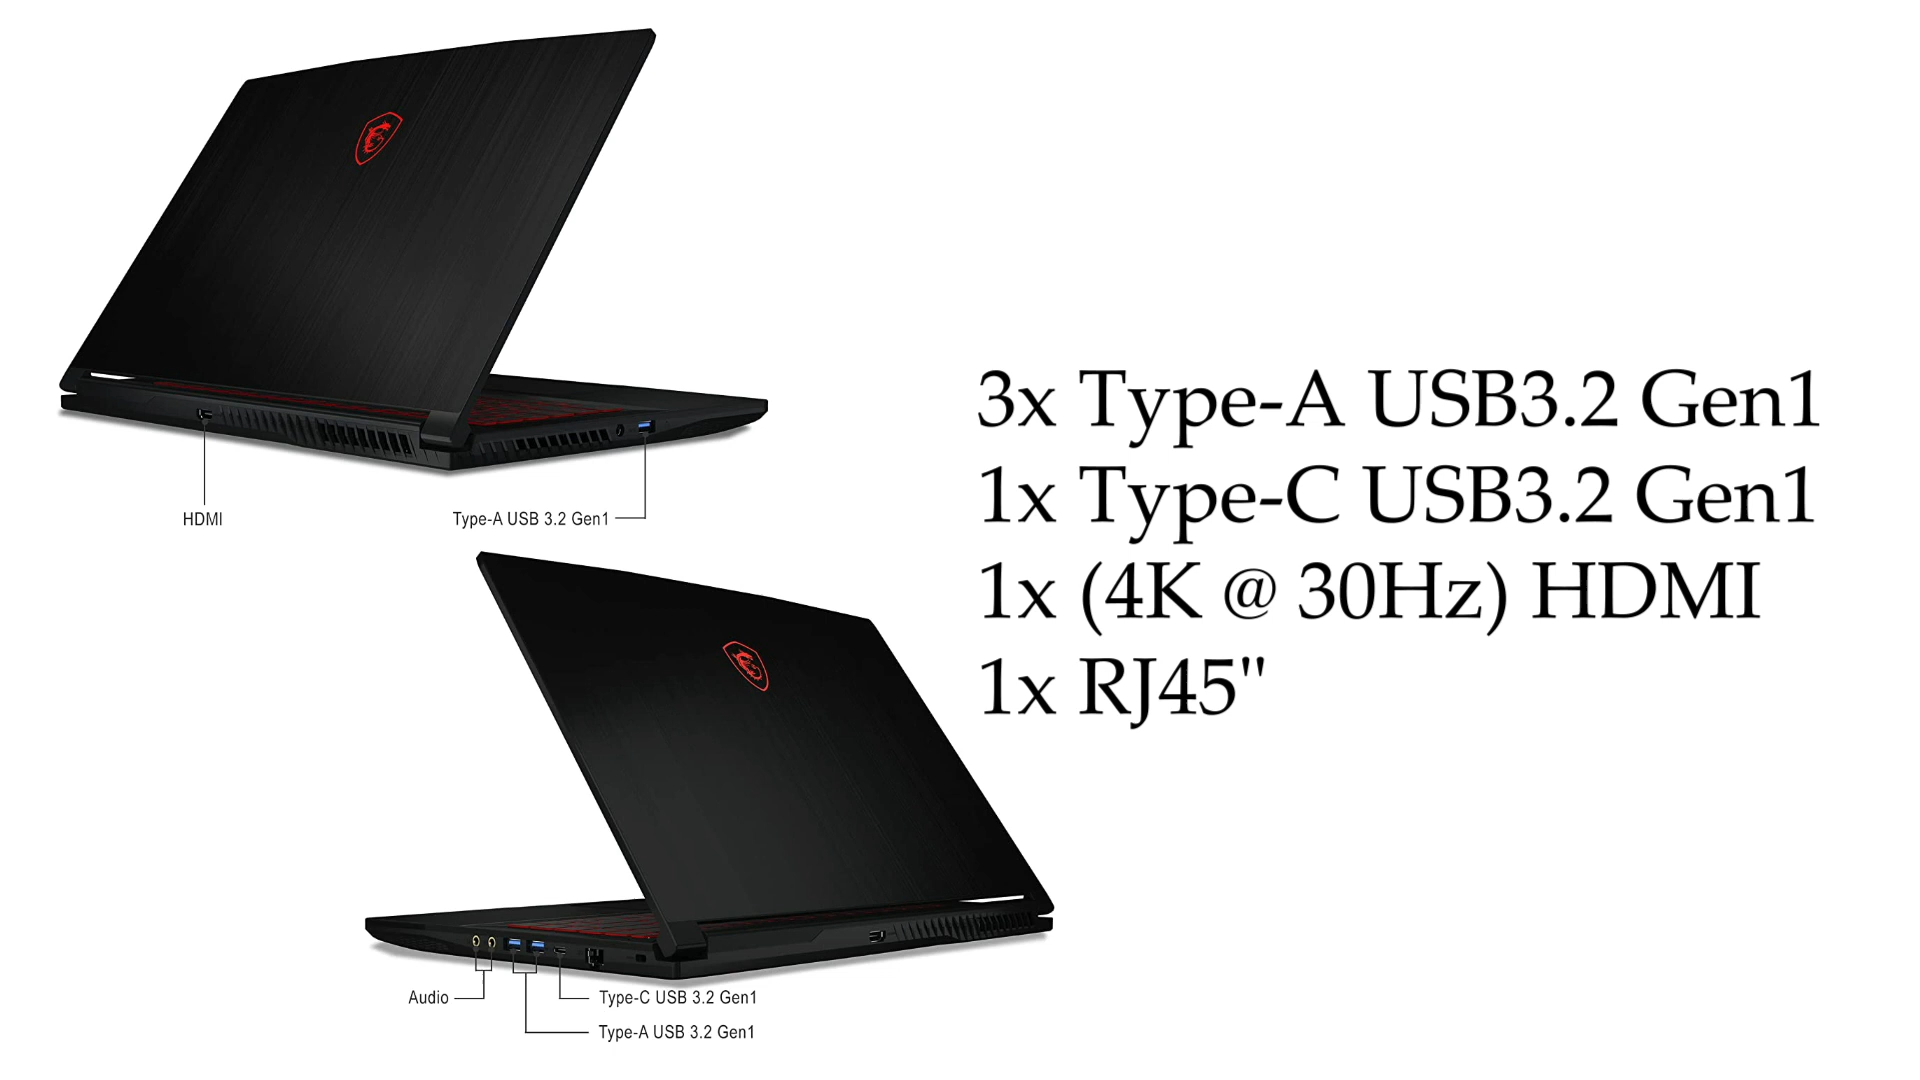 HDMI
Type-A USB 3.2 Gen1
3x Type-A USB3.2 Gen1
1x Type-C USB3.2 Gen1
1x (4K @ 30Hz) HDMI
1x RJ45"
Audio
Type-C USB 3.2 Gen1
Type-A USB 3.2 Gen1